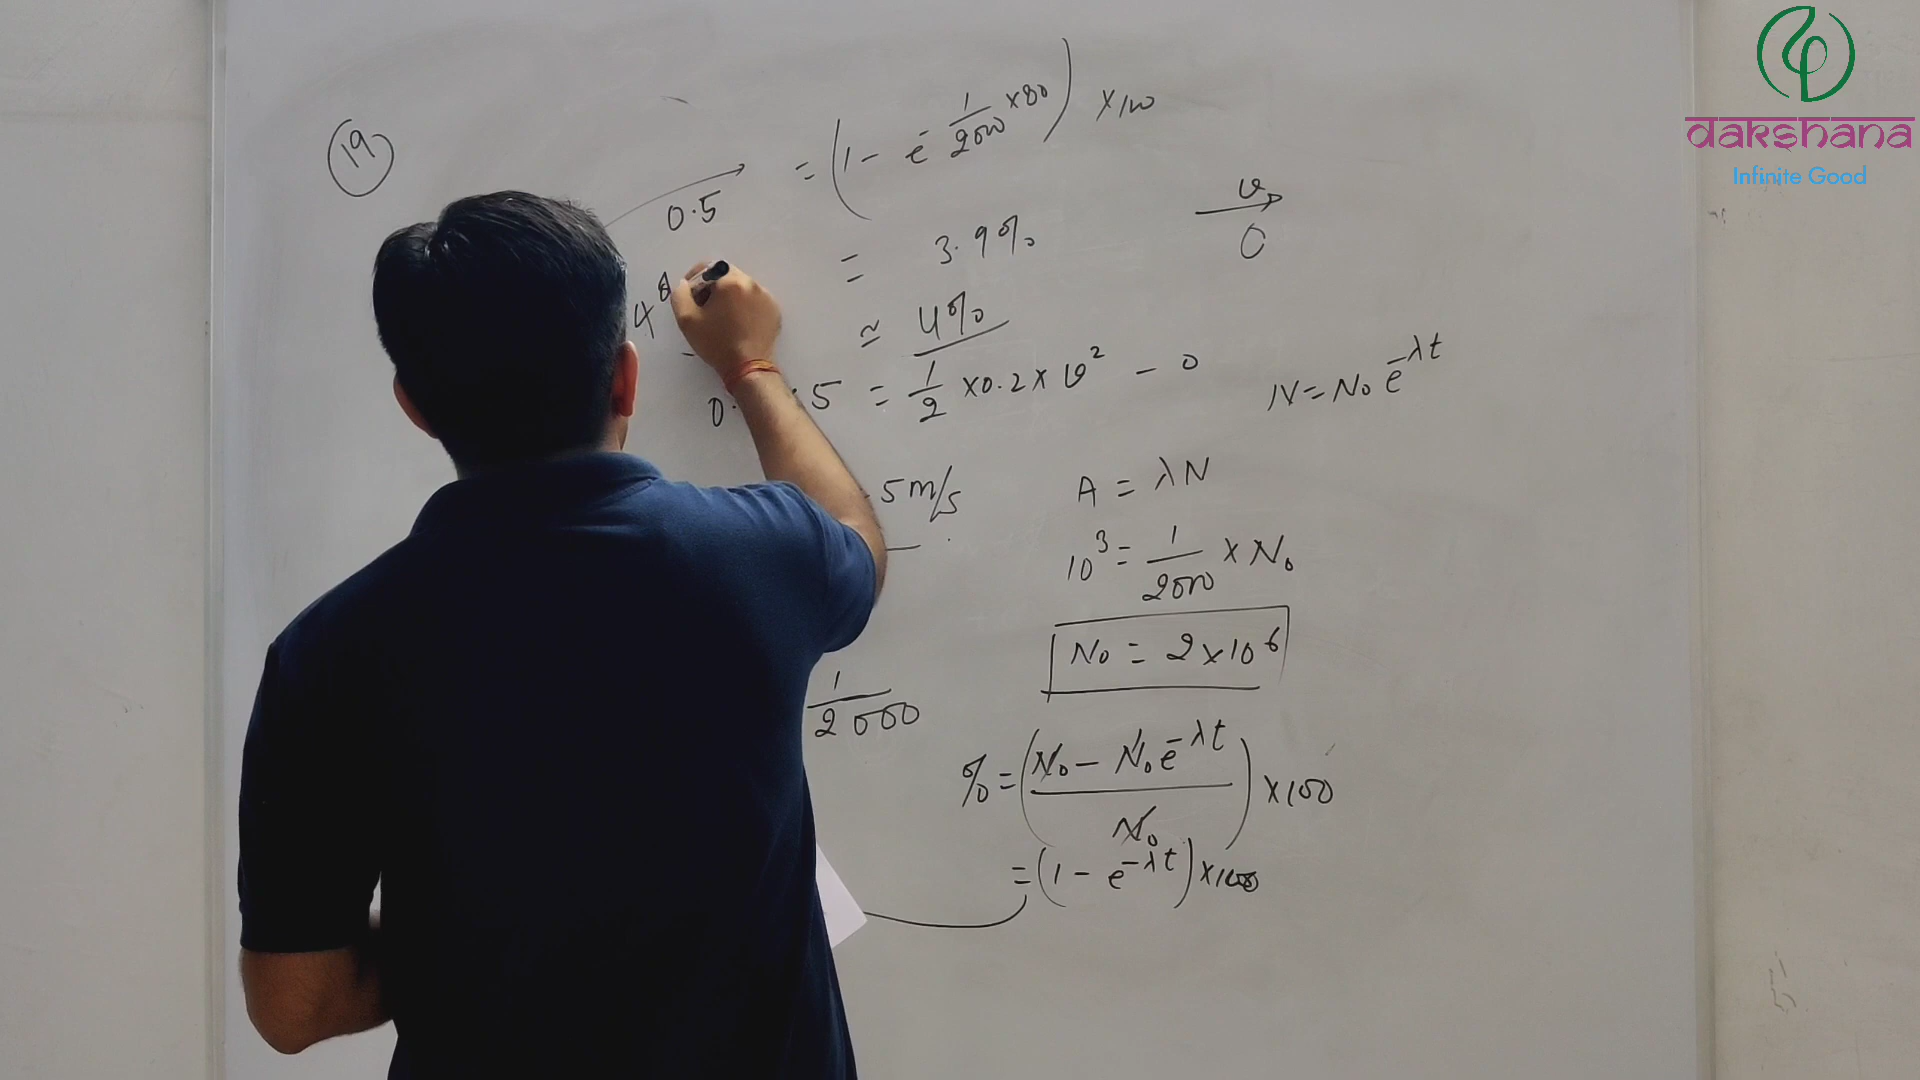 19
= (1 - e^-1/2000 ×80) ×100
0.5
= 3.9%
≃ 4%
v
0
5 = 1/2 ×0.2× v² - 0
N = N₀ e^-λt
5 m/s
A = λN
10³ = 1/2000 × N₀
N₀ = 2×10⁶
1/2000
% = (N₀ - N₀e^-λt / N₀) ×100
= (1 - e^-λt) ×100
dakshana
Infinite Good